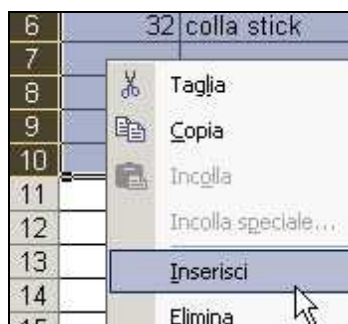 6 32 colla stick
7
8 Taglia
9 Copia
10 Incolla
11
12 Incolla speciale...
13 Inserisci
14
Elimina